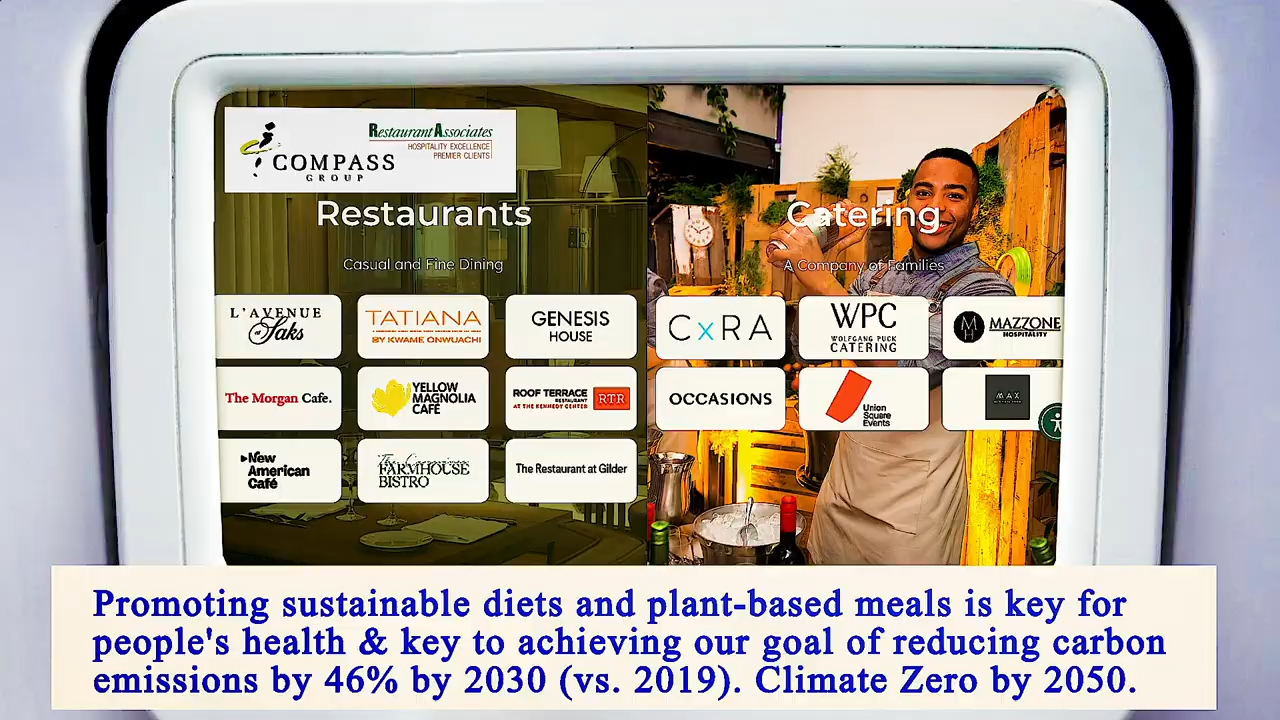 COMPASS
GROUP
RESTAURANT ASSOCIATES
HOSPITALITY EXCELLENCE
PREMIER CLIENTS
Restaurants
Casual and Fine Dining
L'AVENUE
at Saks
TATIANA
BY KWAME ONWUACHI
GENESIS
HOUSE
The Morgan Cafe.
YELLOW
MAGNOLIA
CAFÉ
ROOF TERRACE
RESTAURANT
AT THE KENNEDY CENTER
RTR
New
American
Café
FARMHOUSE
BISTRO
The Restaurant at Gilder
Catering
A Company of Families
CxRA
WPC
WOLFGANG PUCK
CATERING
MH
MAZZONE
HOSPITALITY
OCCASIONS
Union
Square
Events
MAX
Promoting sustainable diets and plant-based meals is key for
people's health & key to achieving our goal of reducing carbon
emissions by 46% by 2030 (vs. 2019). Climate Zero by 2050.